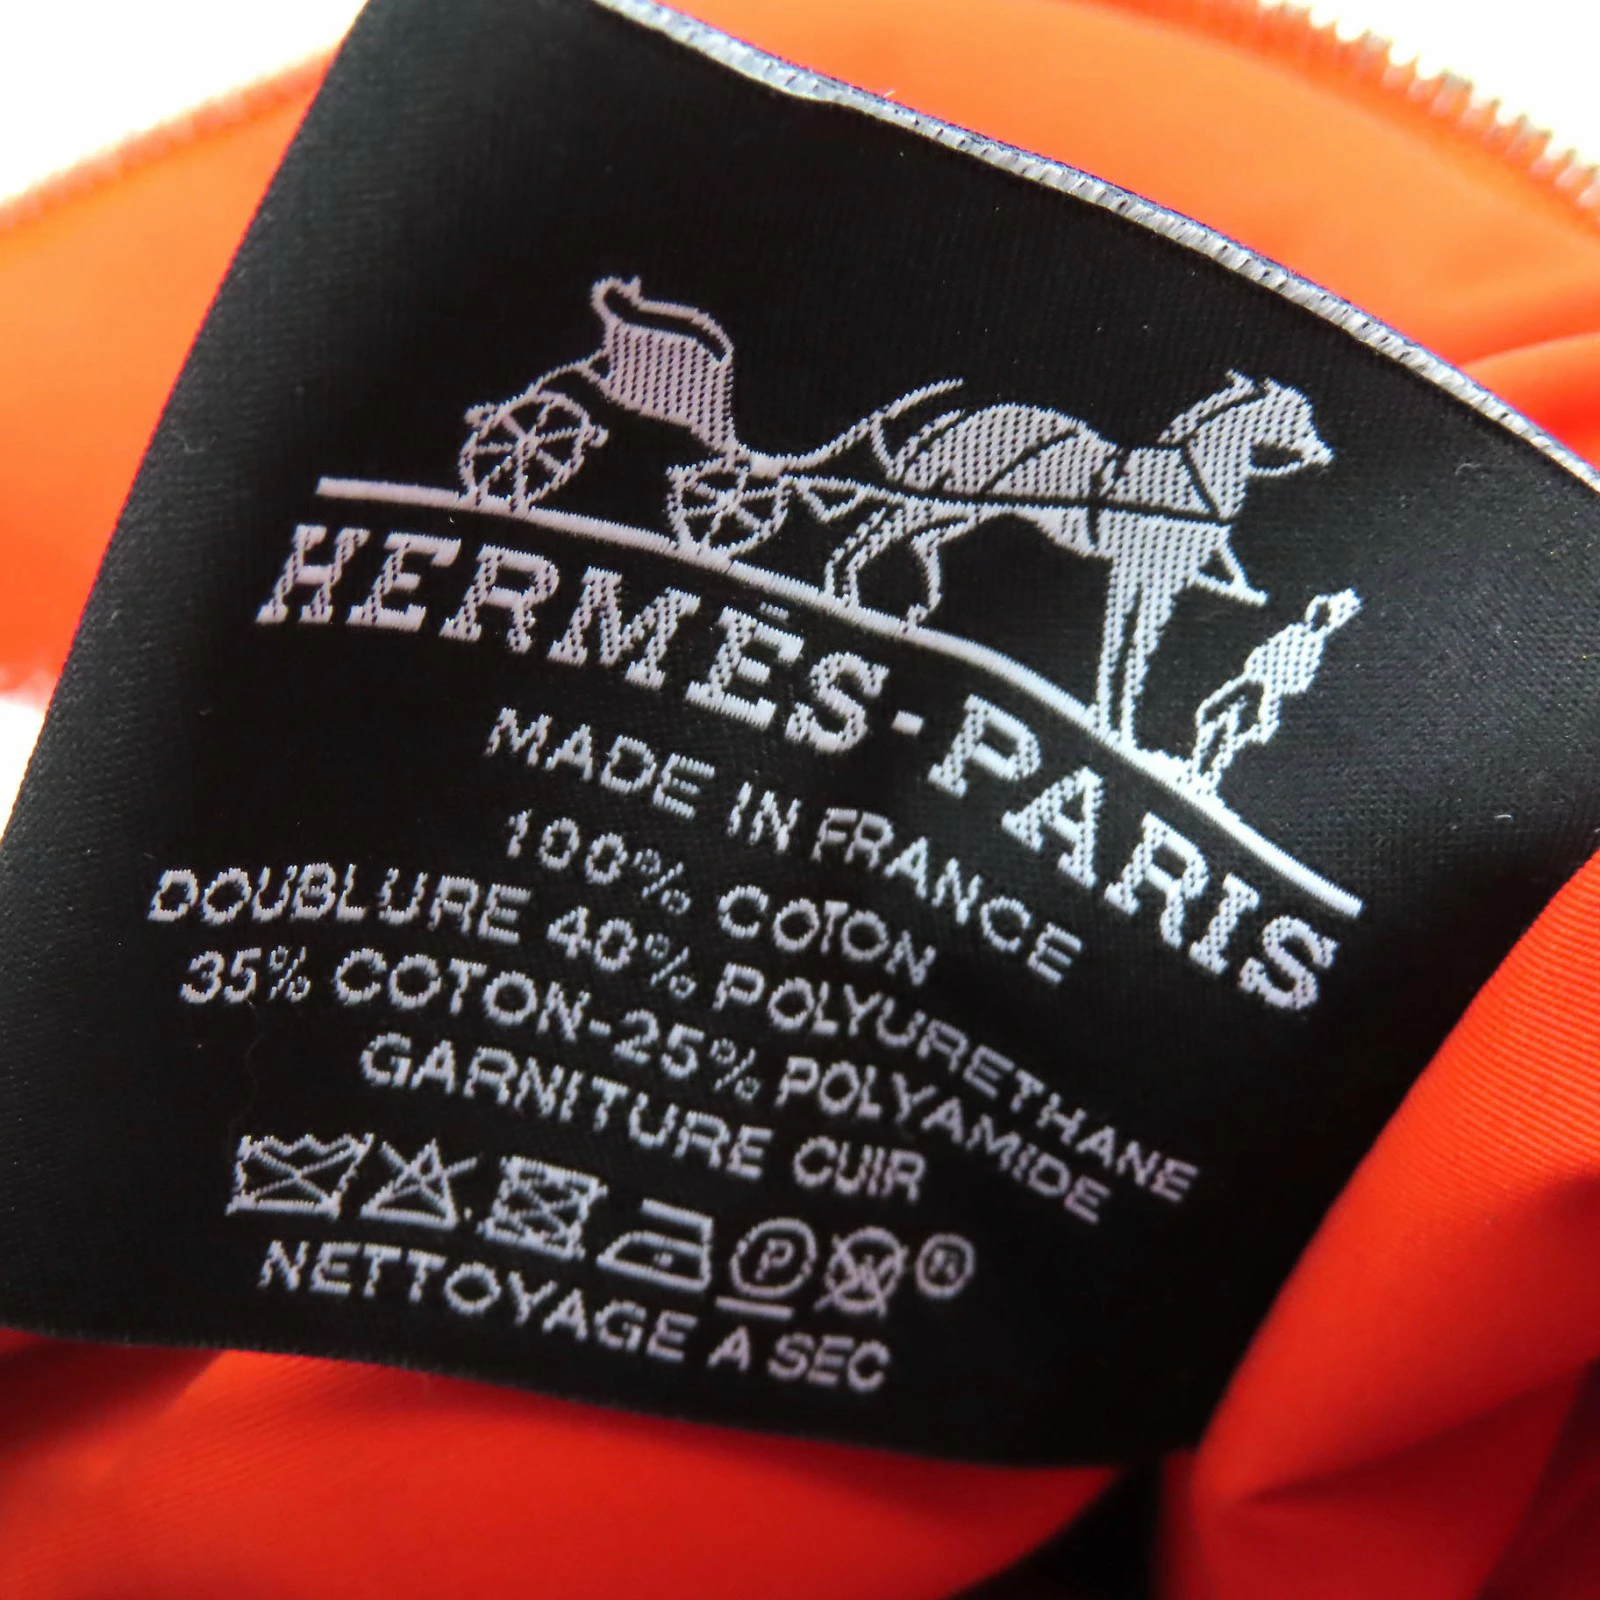 HERMÈS-PARIS
MADE IN FRANCE
100% COTON
DOUBLURE 40% POLYURETHANE
35% COTON-25% POLYAMIDE
GARNITURE CUIR
P W ®
NETTOYAGE A SEC